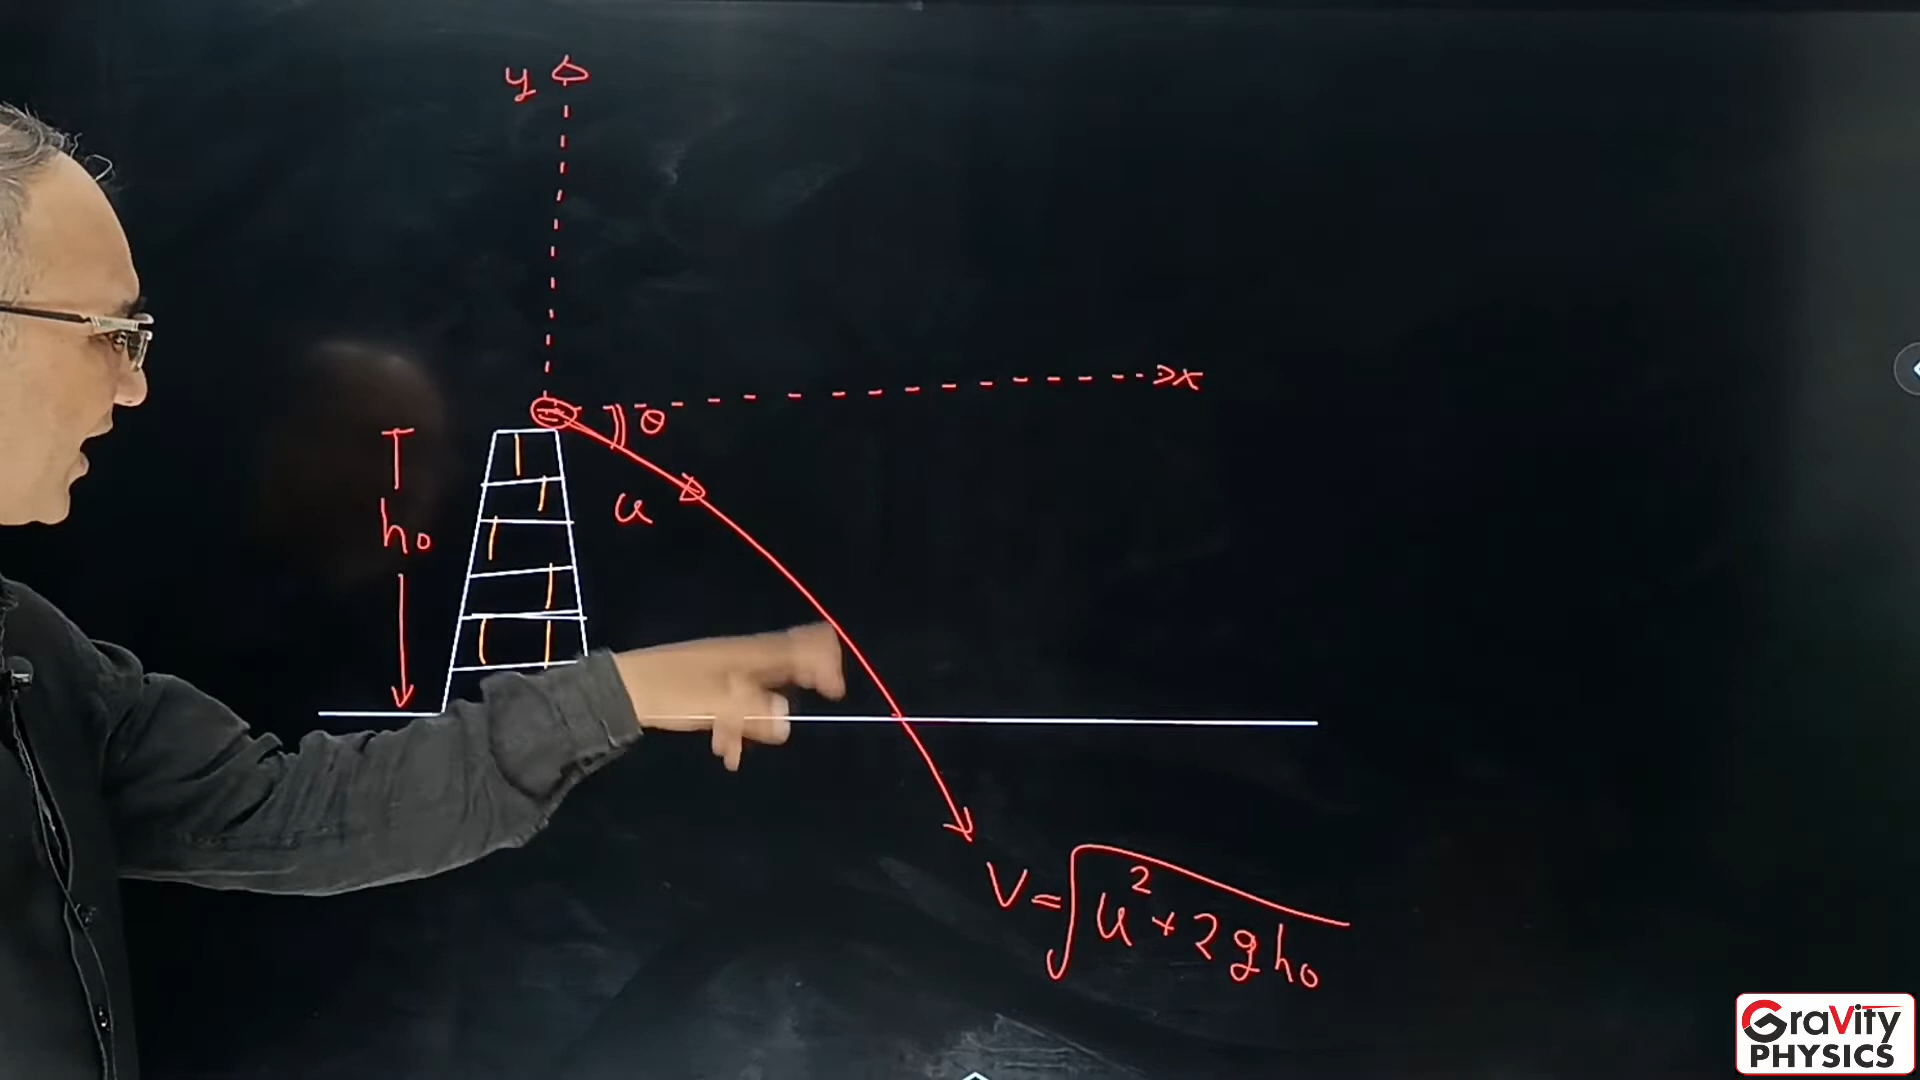 y
x
θ
u
h₀
V = √u² + 2gh₀
GraVity
PHYSICS